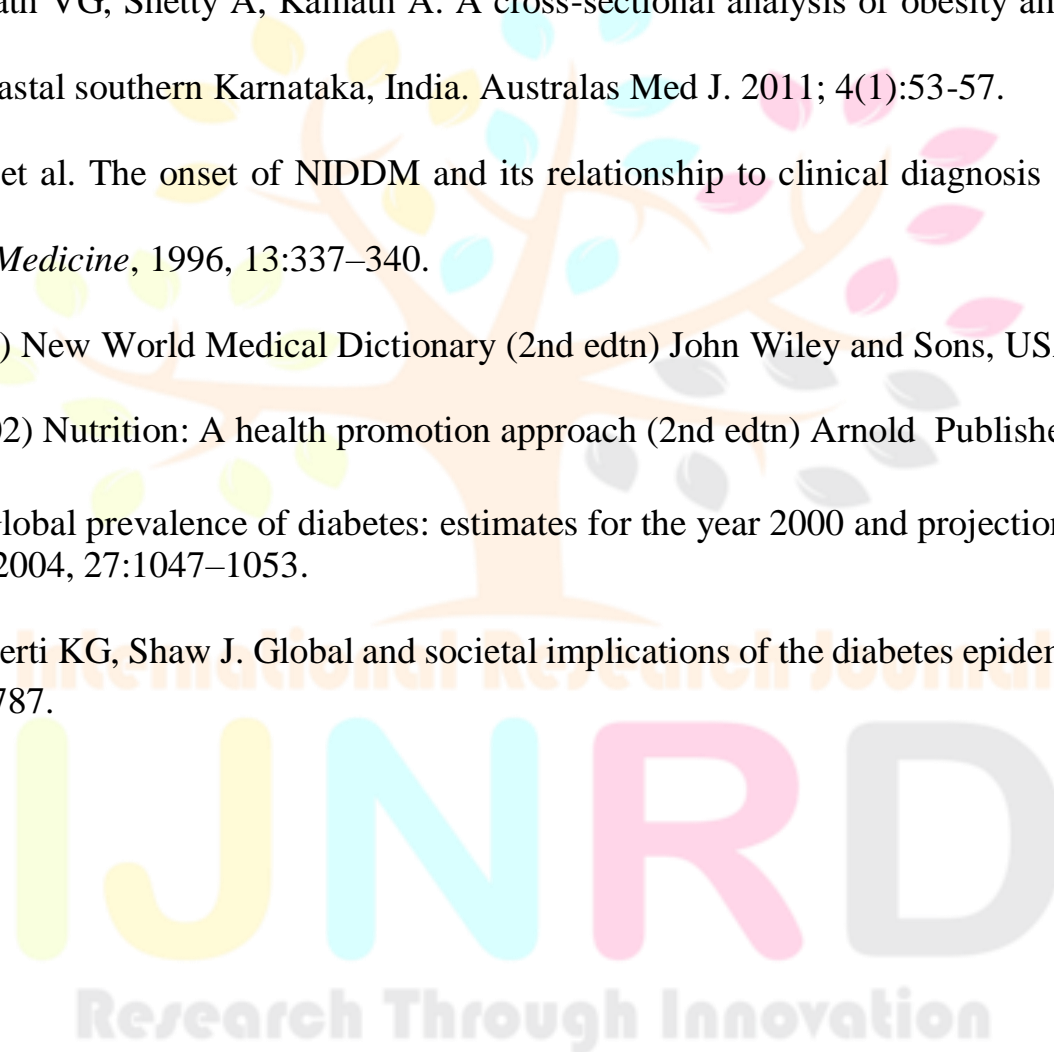 ath VG, Shetty A, Kamath A. A cross-sectional analysis of obesity an
astal southern Karnataka, India. Australas Med J. 2011; 4(1):53-57.
et al. The onset of NIDDM and its relationship to clinical diagnosis
Medicine, 1996, 13:337–340.
) New World Medical Dictionary (2nd edtn) John Wiley and Sons, USA
02) Nutrition: A health promotion approach (2nd edtn) Arnold Publishe
Global prevalence of diabetes: estimates for the year 2000 and projection
2004, 27:1047–1053.
International Research Journal
erti KG, Shaw J. Global and societal implications of the diabetes epidem
787.
IJNRD
Research Through Innovation